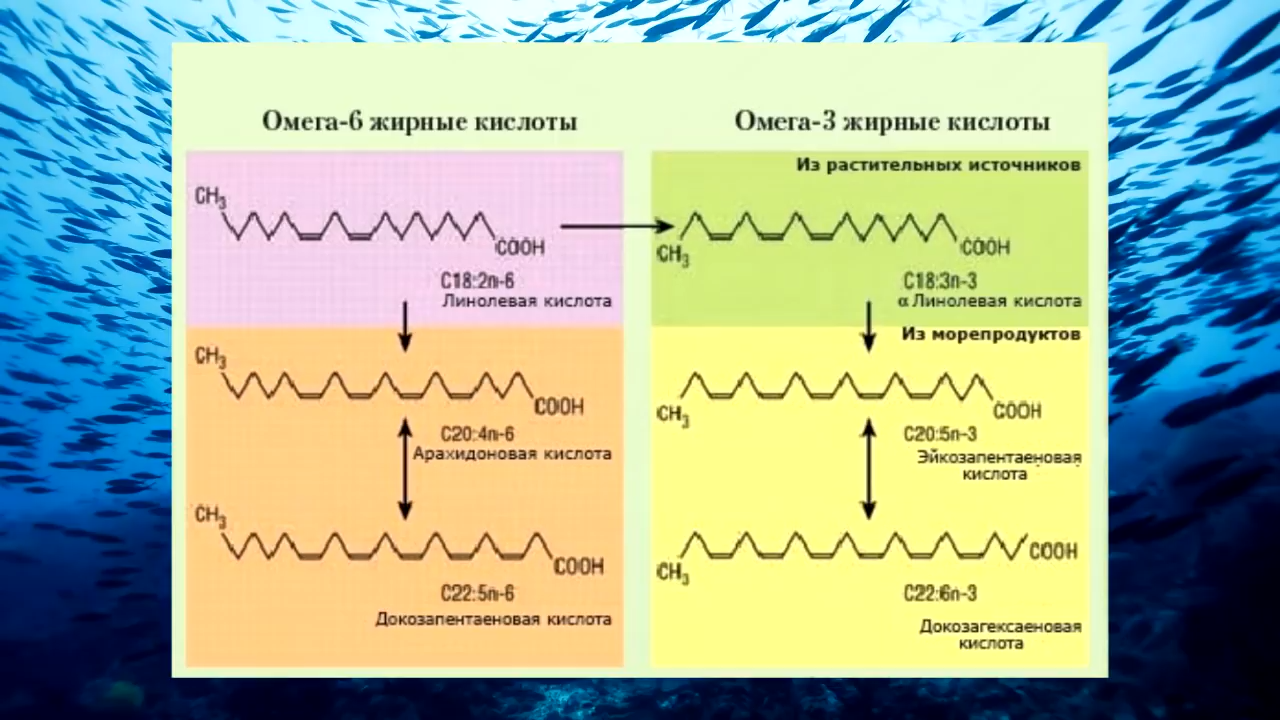 Омега-6 жирные кислоты
CH3
COOH
C18:2n-6
Линолевая кислота
CH3
COOH
C20:4n-6
Арахидоновая кислота
CH3
COOH
C22:5n-6
Докозапентаеновая кислота
Омега-3 жирные кислоты
Из растительных источников
CH3
COOH
C18:3n-3
α Линолевая кислота
Из морепродуктов
CH3
COOH
C20:5n-3
Эйкозапентаеновая
кислота
CH3
COOH
C22:6n-3
Докозагексаеновая
кислота